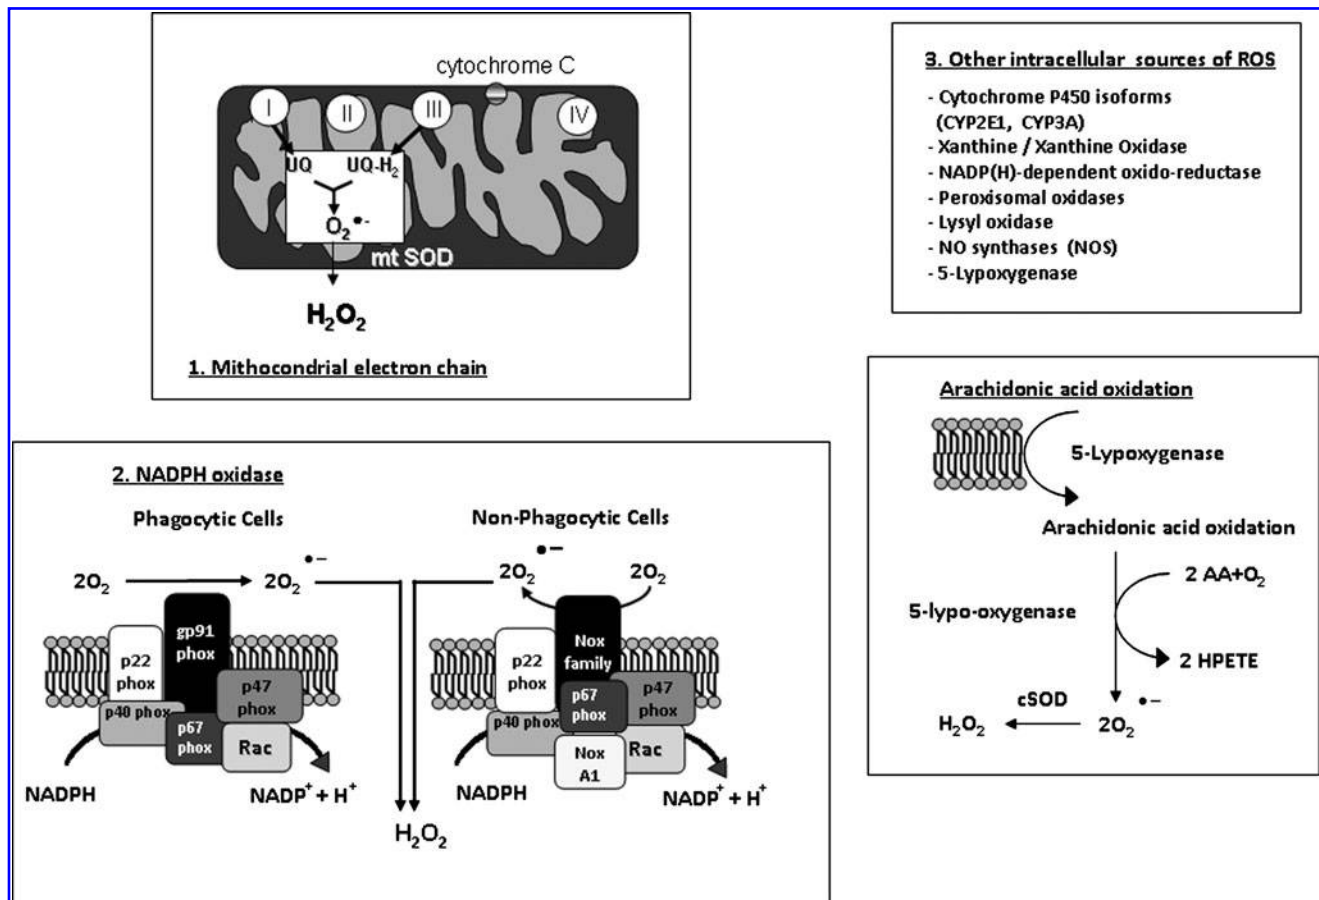 cytochrome C
I II III IV
UQ UQ-H₂
O₂•-
mt SOD
H₂O₂
1. Mithocondrial electron chain
2. NADPH oxidase
Phagocytic Cells
2O₂ 2O₂•–
gp91
phox
p22
phox
p47
phox
p40 phox
p67
phox
Rac
NADPH
NADP⁺ + H⁺
Non-Phagocytic Cells
2O₂•– 2O₂
Nox
family
p22
phox
p67
phox
p47
phox
p40 phox
Nox
A1
Rac
NADPH
NADP⁺ + H⁺
H₂O₂
3. Other intracellular sources of ROS
- Cytochrome P450 isoforms
(CYP2E1, CYP3A)
- Xanthine / Xanthine Oxidase
- NADP(H)-dependent oxido-reductase
- Peroxisomal oxidases
- Lysyl oxidase
- NO synthases (NOS)
- 5-Lypoxygenase
Arachidonic acid oxidation
5-Lypoxygenase
Arachidonic acid oxidation
2 AA+O₂
5-lypo-oxygenase
2 HPETE
cSOD
H₂O₂ 2O₂•–